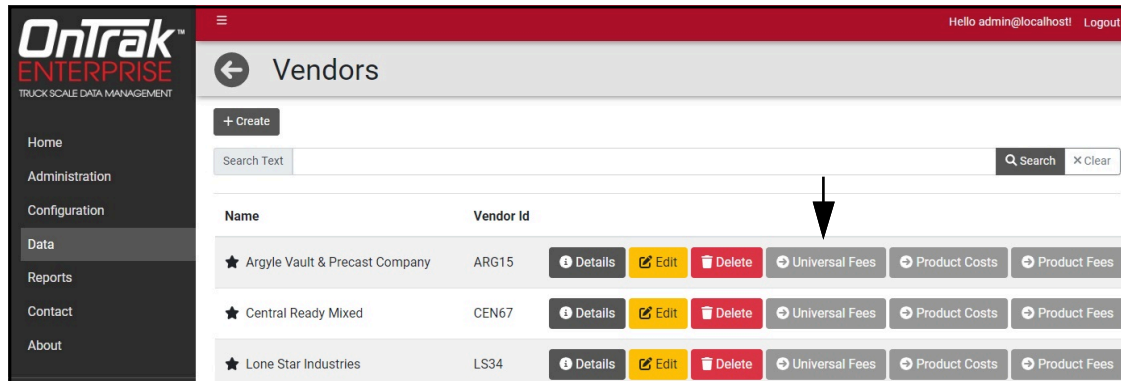 OnTrak™
ENTERPRISE
TRUCK SCALE DATA MANAGEMENT
Hello admin@localhost! Logout
Vendors
+ Create
Search Text Search × Clear
Home
Administration
Configuration
Data
Reports
Contact
About
Name Vendor Id
Argyle Vault & Precast Company ARG15 Details Edit Delete Universal Fees Product Costs Product Fees
Central Ready Mixed CEN67 Details Edit Delete Universal Fees Product Costs Product Fees
Lone Star Industries LS34 Details Edit Delete Universal Fees Product Costs Product Fees